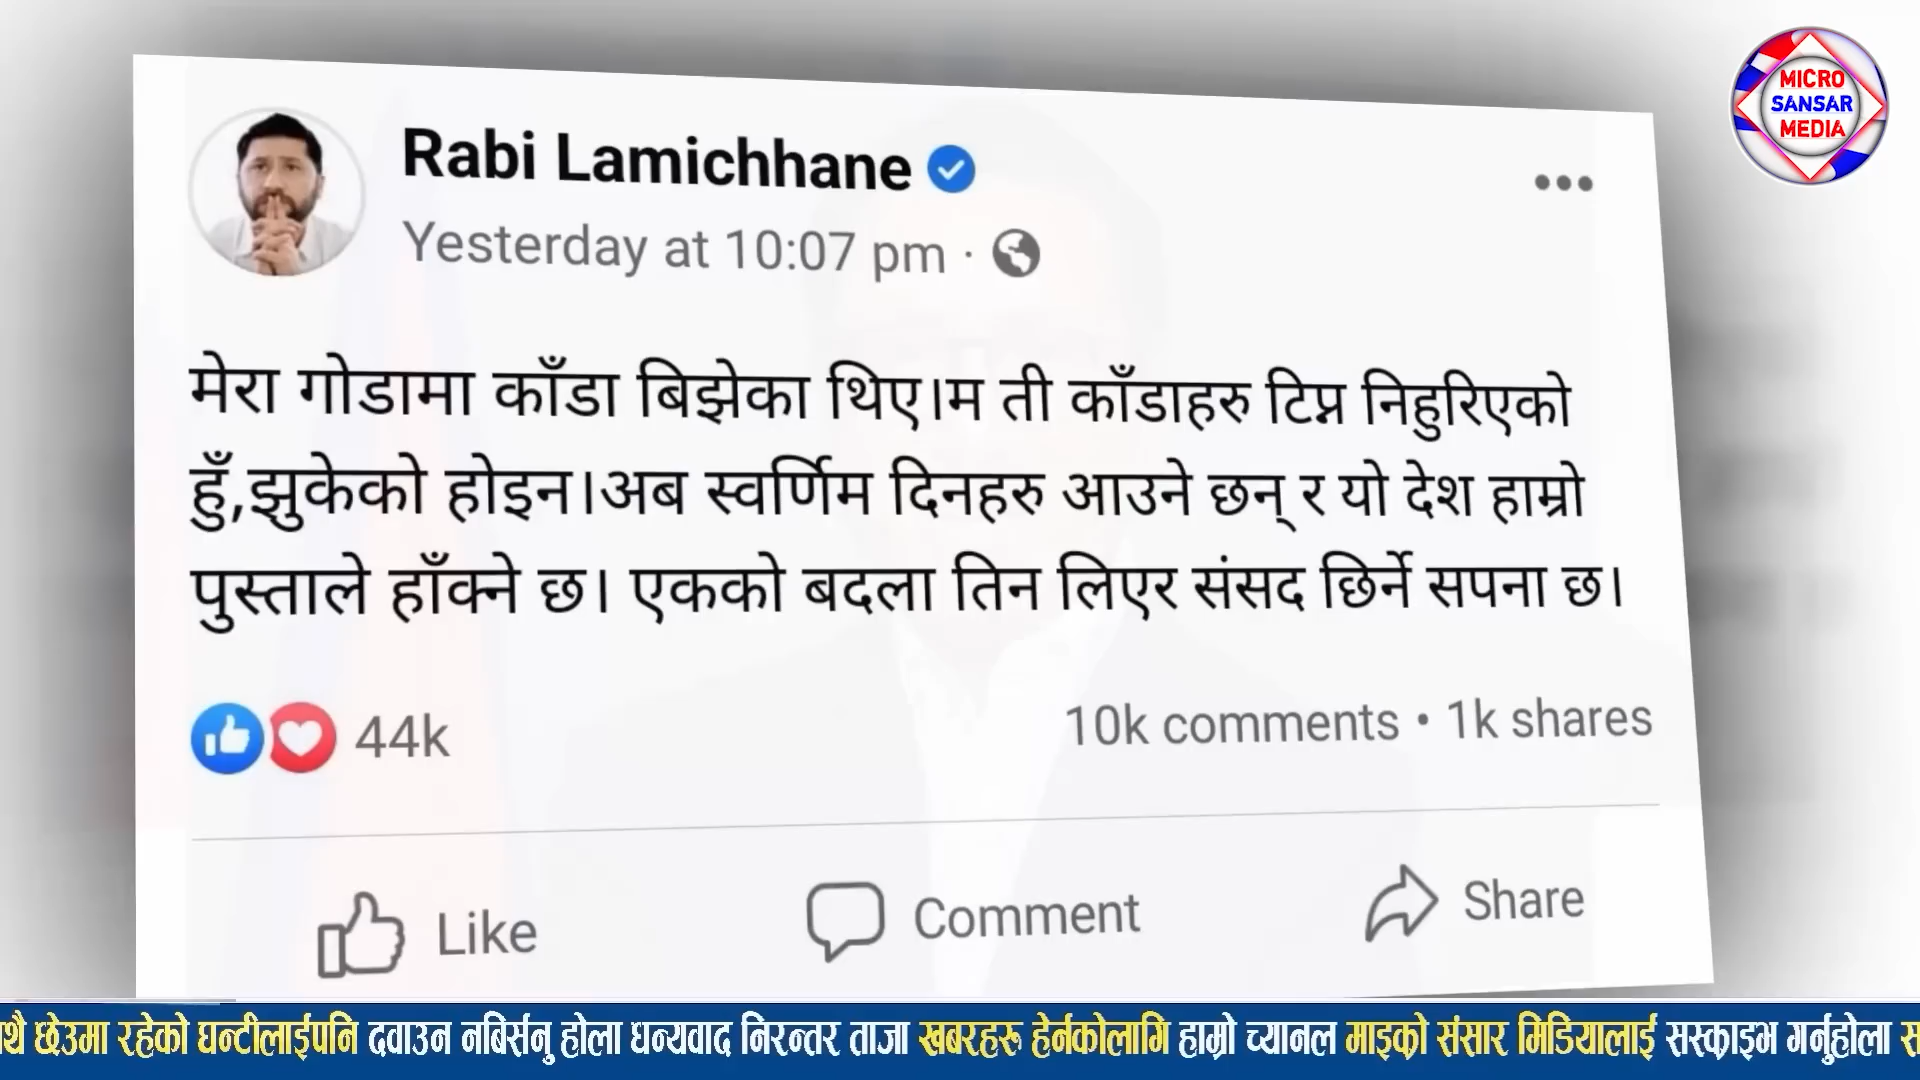 MICRO
SANSAR
MEDIA
Rabi Lamichhane
Yesterday at 10:07 pm ·
मेरा गोडामा काँडा बिझेका थिए।म ती काँडाहरु टिप्न निहुरिएको
हुँ,झुकेको होइन।अब स्वर्णिम दिनहरु आउने छन् र यो देश हाम्रो
पुस्ताले हाँक्ने छ। एकको बदला तिन लिएर संसद छिर्ने सपना छ।
44k
10k comments • 1k shares
Like
Comment
Share
छेउमा रहेको घन्टीलाईपनि दवाउन नबिर्सनु होला धन्यवाद निरन्तर ताजा खबरहरू हेर्नकोलागि हाम्रो च्यानल माइक्रो संसार मिडियालाई सस्क्राइभ गर्नुहोला